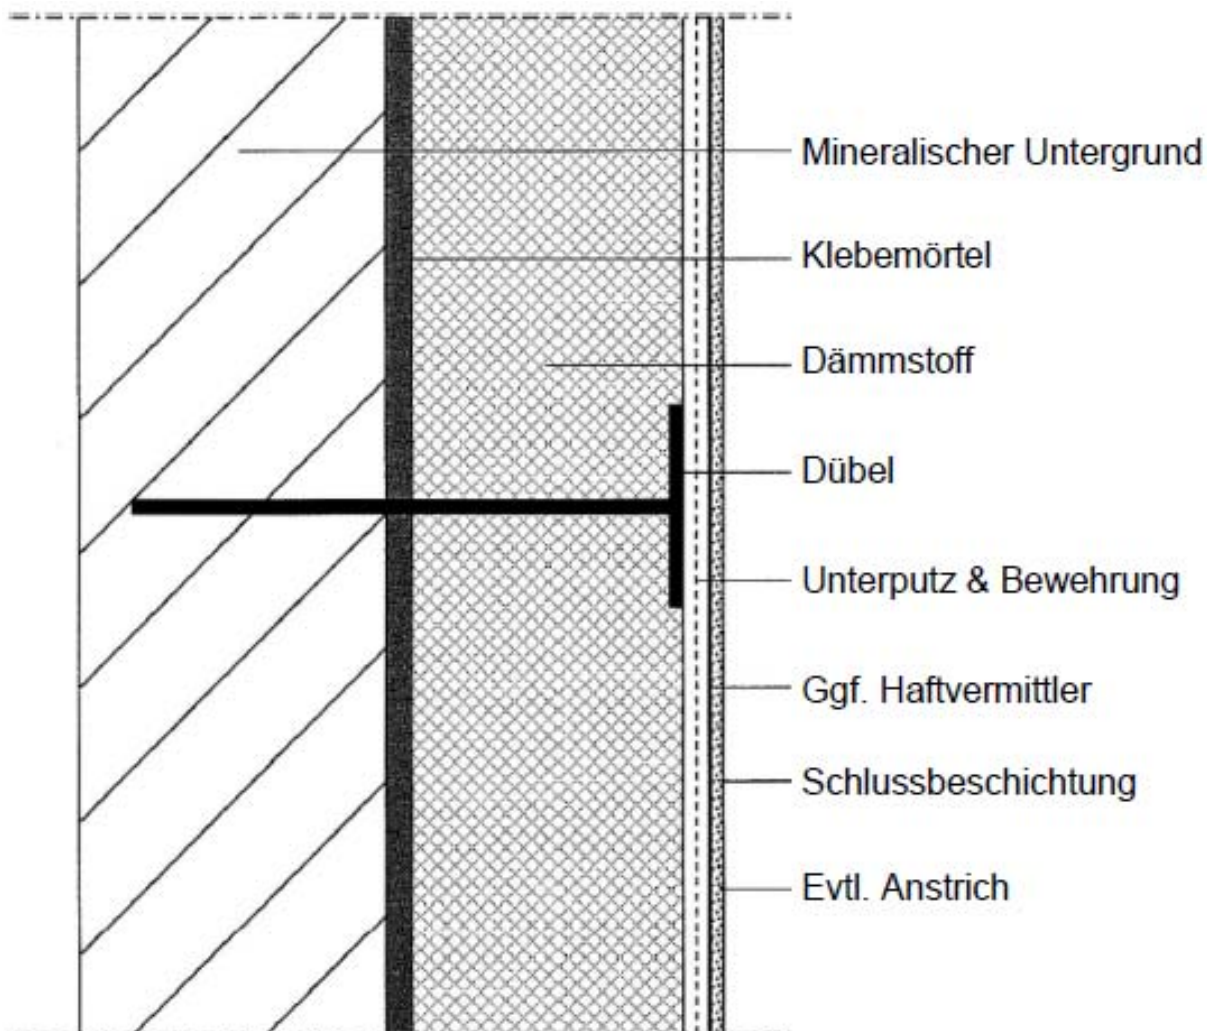 Mineralischer Untergrund
Klebemörtel
Dämmstoff
Dübel
Unterputz & Bewehrung
Ggf. Haftvermittler
Schlussbeschichtung
Evtl. Anstrich